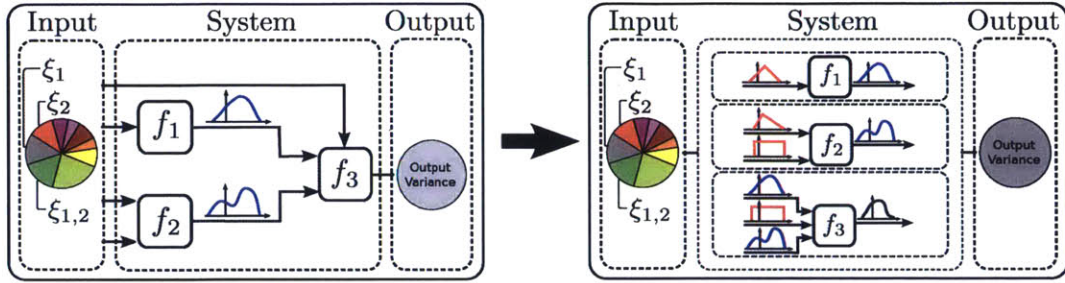 Input System Output
ξ₁
ξ₂
f₁
f₂
f₃
ξ₁,₂
Output
Variance
Input System Output
ξ₁
ξ₂
f₁
f₂
f₃
ξ₁,₂
Output
Variance